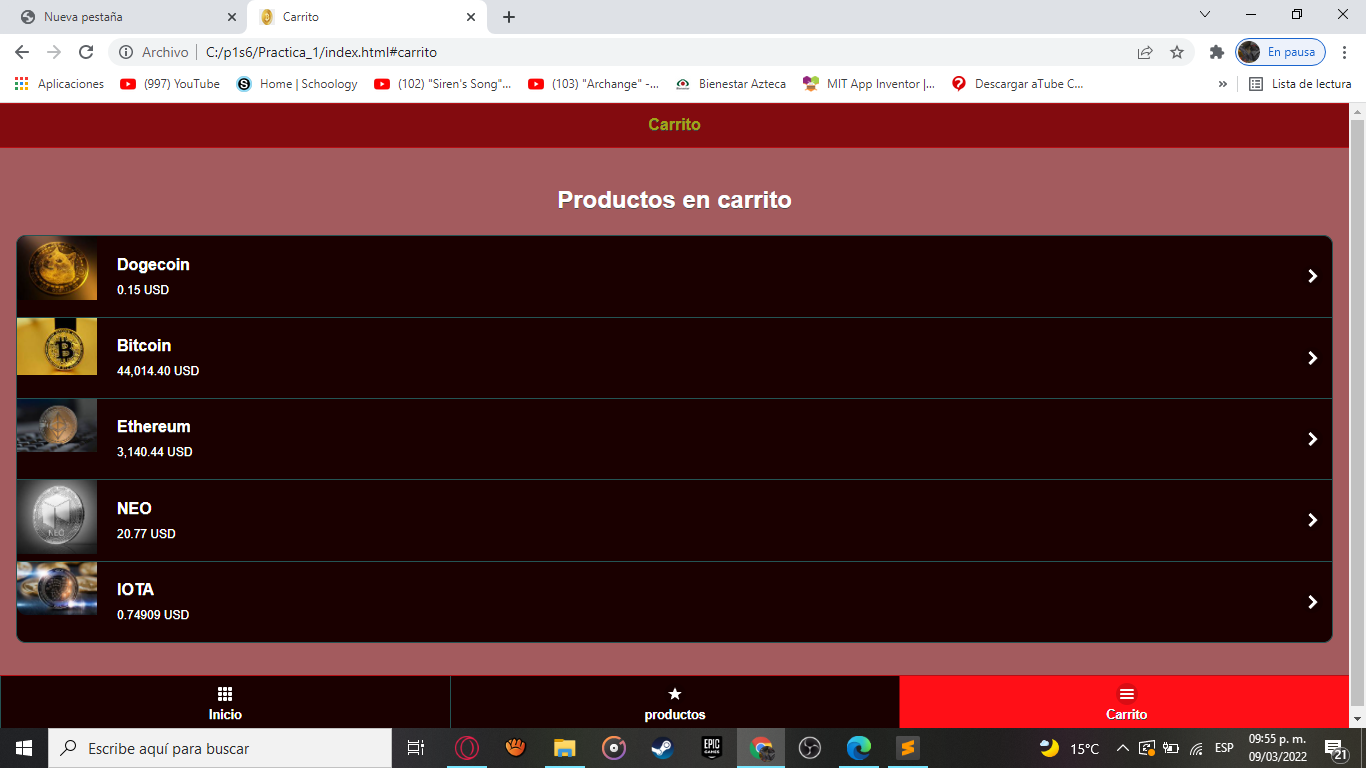 Nueva pestaña
Carrito
Archivo
C:/p1s6/Practica_1/index.html#carrito
En pausa
Aplicaciones
(997) YouTube
Home | Schoology
(102) "Siren's Song"...
(103) "Archange" -...
Bienestar Azteca
MIT App Inventor |...
Descargar aTube C...
»
Lista de lectura
Carrito
Productos en carrito
Dogecoin
0.15 USD
Bitcoin
44,014.40 USD
Ethereum
3,140.44 USD
NEO
20.77 USD
IOTA
0.74909 USD
Inicio
productos
Carrito
Escribe aquí para buscar
EPIC
GAMES
15°C
ESP
09:55 p. m.
09/03/2022
21